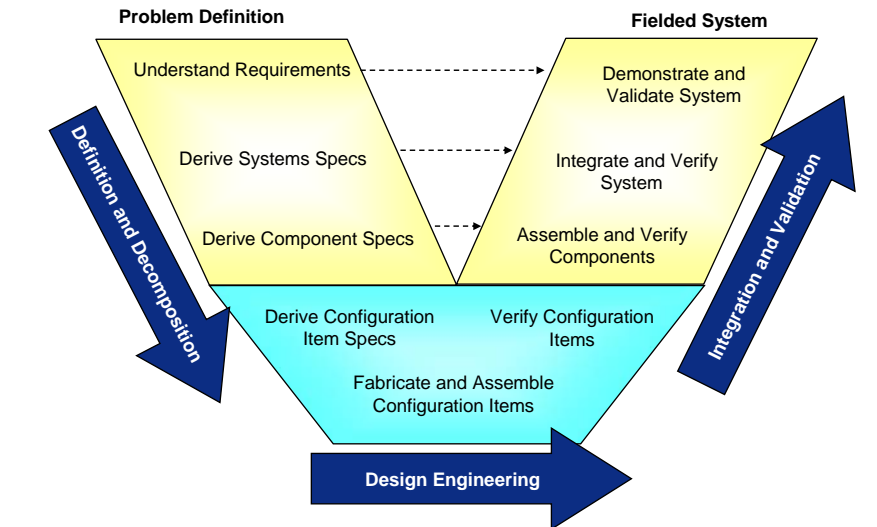 Problem Definition
Fielded System
Understand Requirements
Demonstrate and
Validate System
Derive Systems Specs
Integrate and Verify
System
Derive Component Specs
Assemble and Verify
Components
Definition and Decomposition
Integration and Validation
Derive Configuration
Item Specs
Verify Configuration
Items
Fabricate and Assemble
Configuration Items
Design Engineering